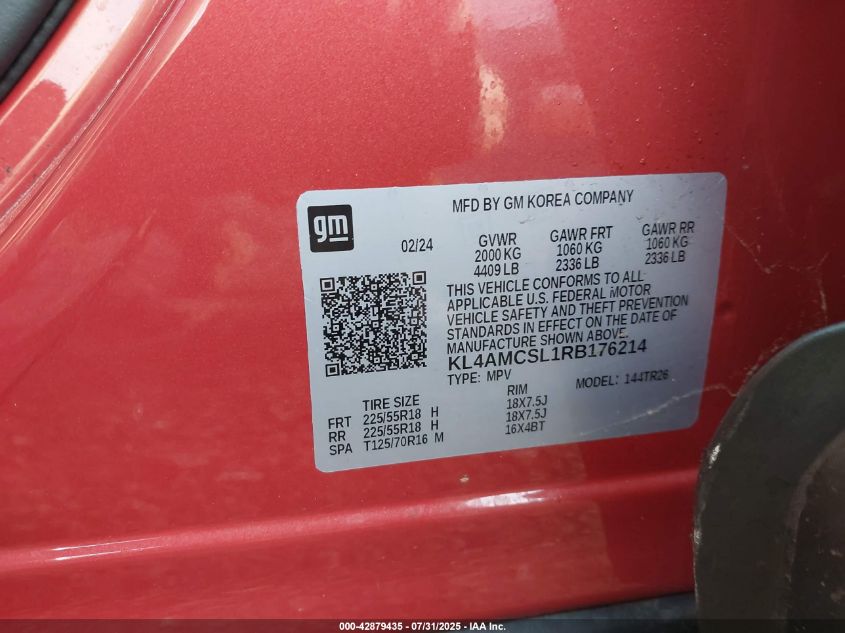 gm
MFD BY GM KOREA COMPANY
02/24
GVWR GAWR FRT GAWR RR
2000 KG 1060 KG 1060 KG
4409 LB 2336 LB 2336 LB
THIS VEHICLE CONFORMS TO ALL
APPLICABLE U.S. FEDERAL MOTOR
VEHICLE SAFETY AND THEFT PREVENTION
STANDARDS IN EFFECT ON THE DATE OF
MANUFACTURE SHOWN ABOVE.
KL4AMCSL1RB176214
TYPE: MPV MODEL: 144TR26
TIRE SIZE RIM
FRT 225/55R18 H 18X7.5J
RR 225/55R18 H 18X7.5J
SPA T125/70R16 M 16X4BT
000-42879435 - 07/31/2025 - IAA Inc.